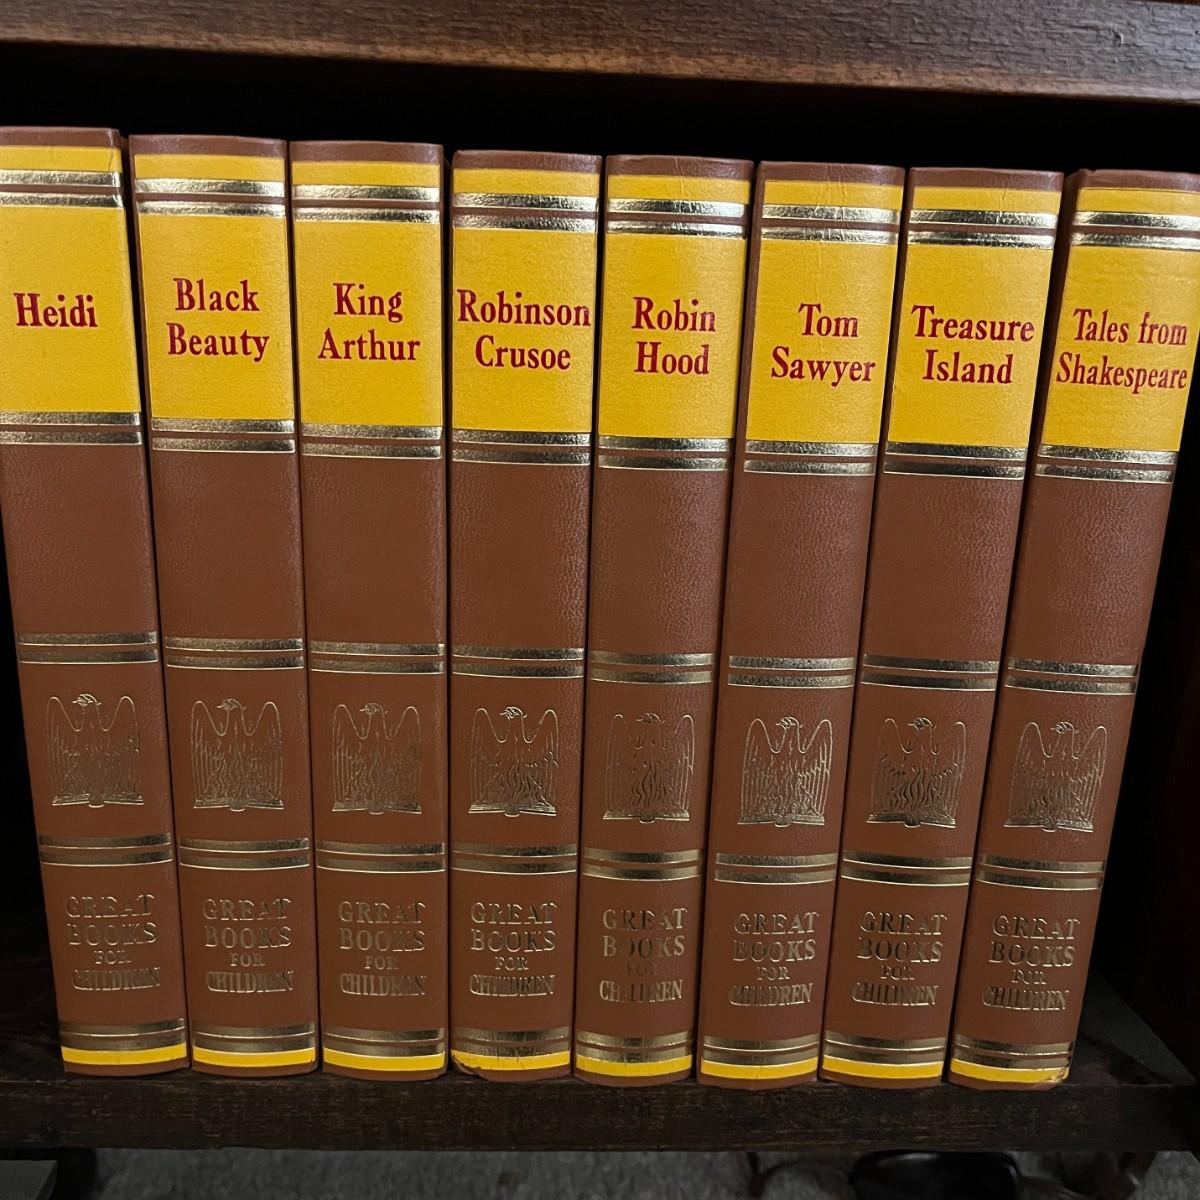 Heidi
GREAT
BOOKS
FOR
CHILDREN
Black
Beauty
GREAT
BOOKS
FOR
CHILDREN
King
Arthur
GREAT
BOOKS
FOR
CHILDREN
Robinson
Crusoe
GREAT
BOOKS
FOR
CHILDREN
Robin
Hood
GREAT
BOOKS
FOR
CHILDREN
Tom
Sawyer
GREAT
BOOKS
FOR
CHILDREN
Treasure
Island
GREAT
BOOKS
FOR
CHILDREN
Tales from
Shakespeare
GREAT
BOOKS
FOR
CHILDREN